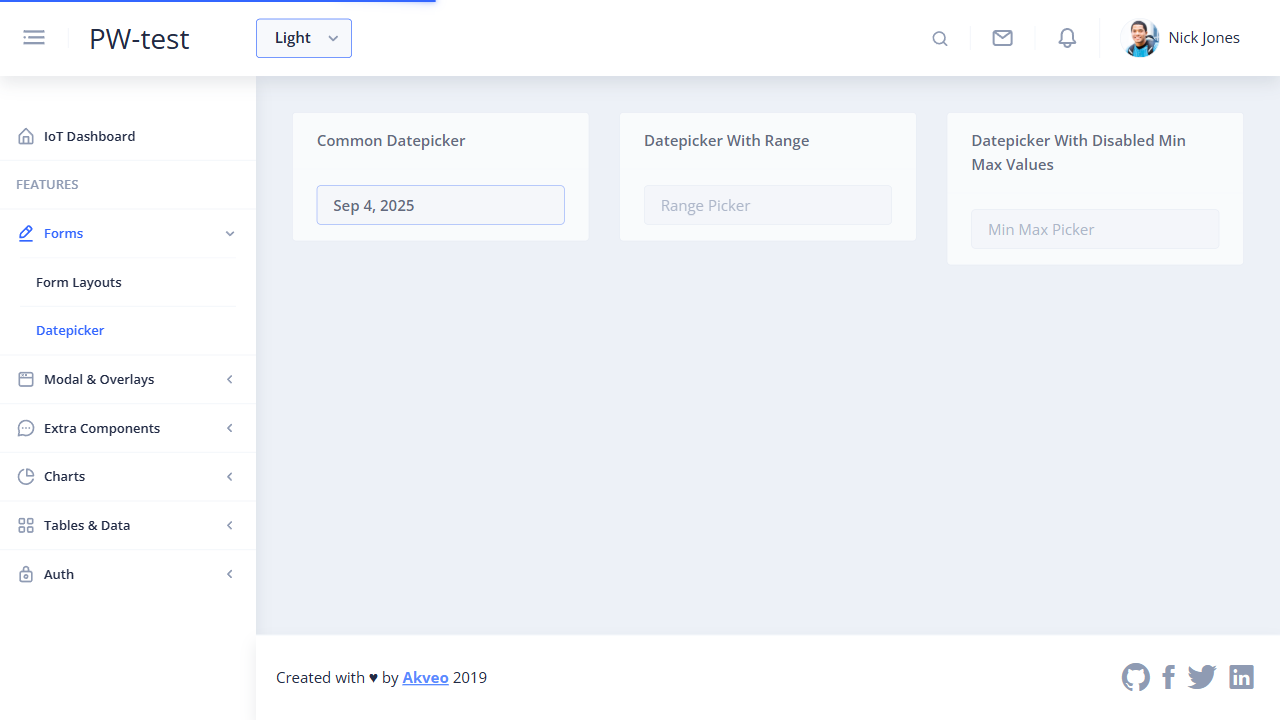 PW-test
Light
Nick Jones
IoT Dashboard
FEATURES
Forms
Form Layouts
Datepicker
Modal & Overlays
Extra Components
Charts
Tables & Data
Auth
Common Datepicker
Sep 4, 2025
Datepicker With Range
Range Picker
Datepicker With Disabled Min
Max Values
Min Max Picker
Created with ♥ by Akveo 2019